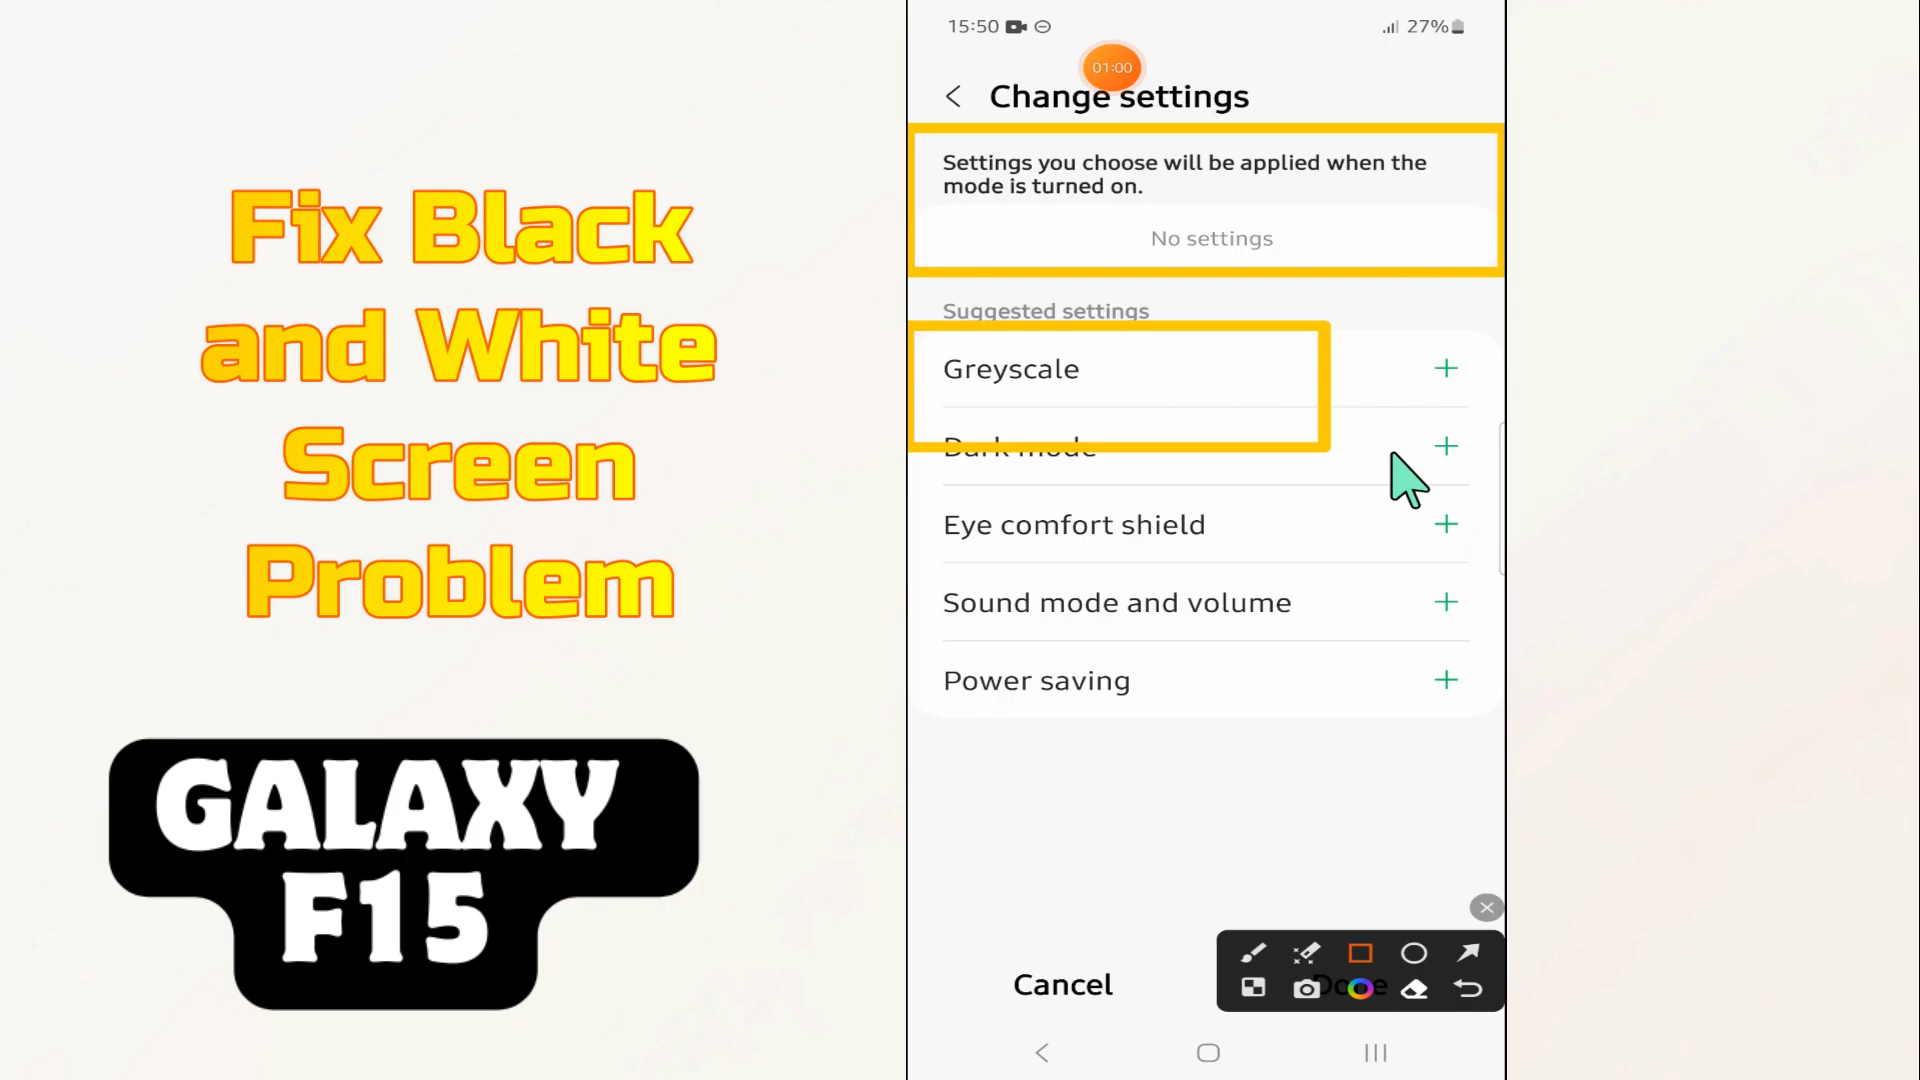 Fix Black
and White
Screen
Problem
GALAXY
F15
15:50
27%
01:00
Change settings
Settings you choose will be applied when the
mode is turned on.
No settings
Suggested settings
Greyscale
Dark mode
Eye comfort shield
Sound mode and volume
Power saving
Cancel
Done